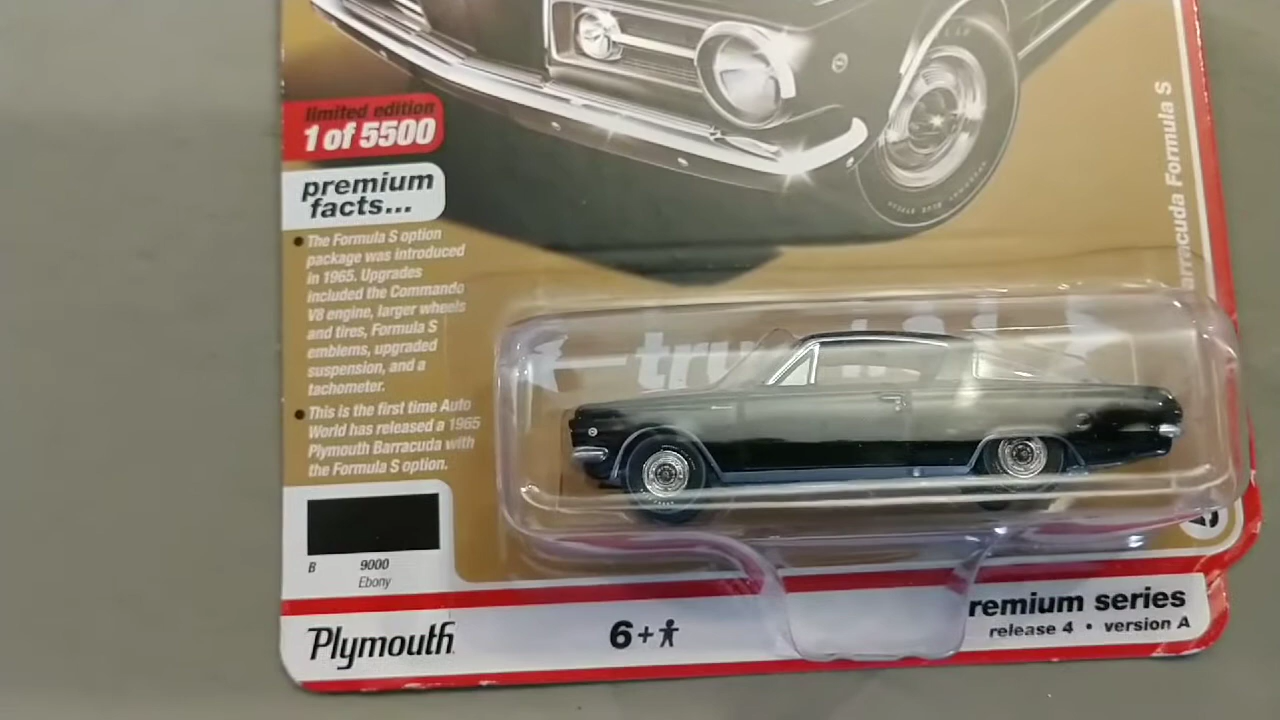 limited edition
1 of 5500
premium
facts...
• The Formula S option
package was introduced
in 1965. Upgrades
included the Commando
V8 engine, larger wheels
and tires, Formula S
emblems, upgraded
suspension, and a
tachometer.
• This is the first time Auto
World has released a 1965
Plymouth Barracuda with
the Formula S option.
B 9000
Ebony
Plymouth
6+
remium series
release 4 • version A
arracuda Formula S
tru